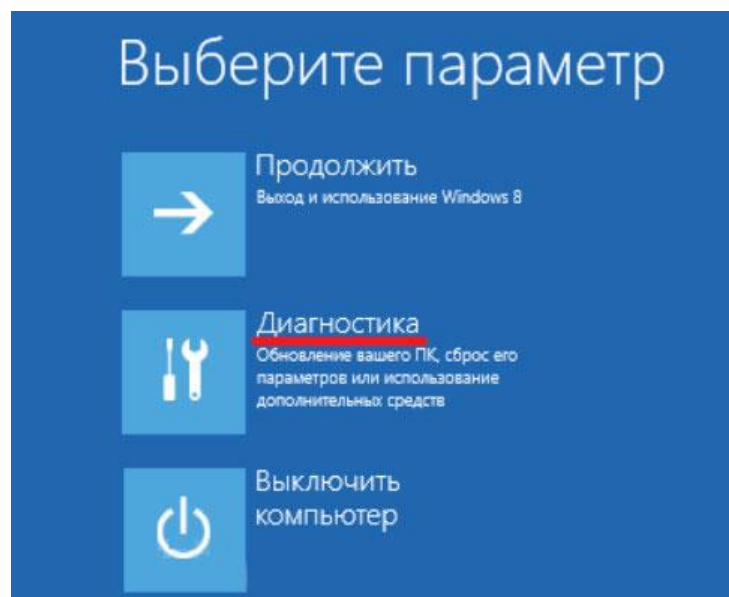 Выберите параметр
Продолжить
Выход и использование Windows 8
Диагностика
Обновление вашего ПК, сброс его
параметров или использование
дополнительных средств
Выключить
компьютер